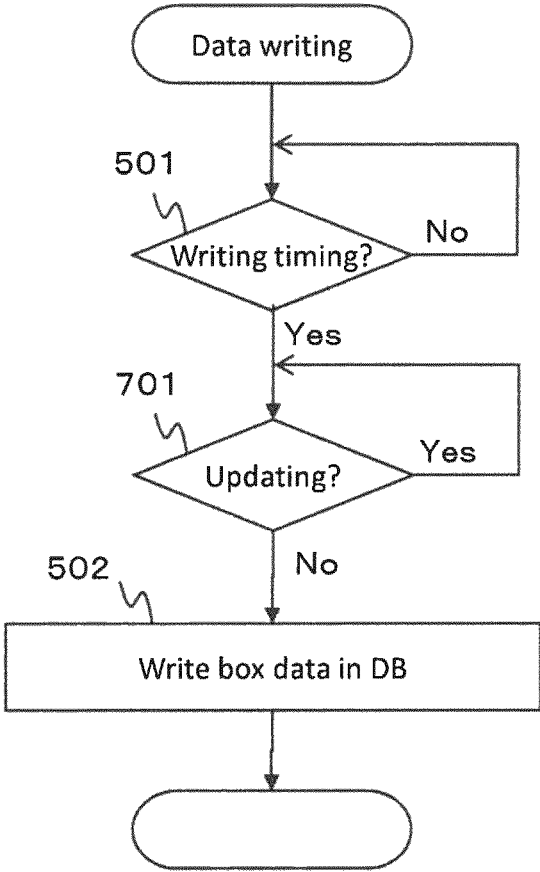 Data writing
501
Writing timing?
No
Yes
701
Updating?
Yes
No
502
Write box data in DB